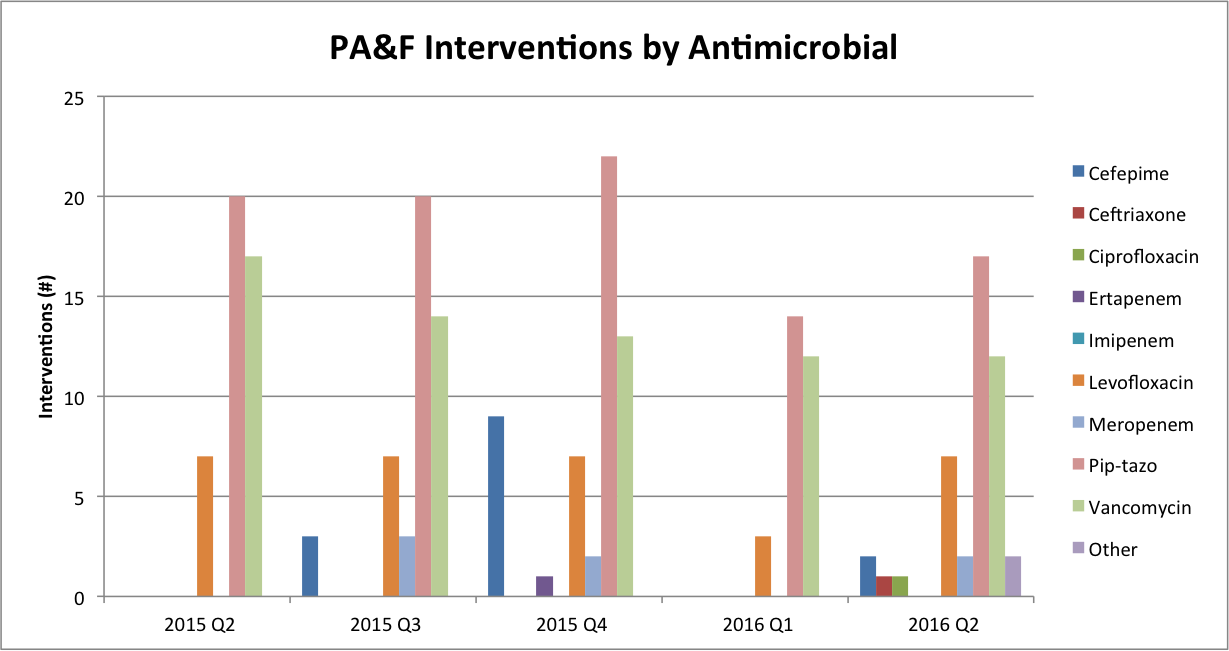 PA&F Interventions by Antimicrobial
25
20
15
10
5
0
Interventions (#)
2015 Q2
2015 Q3
2015 Q4
2016 Q1
2016 Q2
Cefepime
Ceftriaxone
Ciprofloxacin
Ertapenem
Imipenem
Levofloxacin
Meropenem
Pip-tazo
Vancomycin
Other